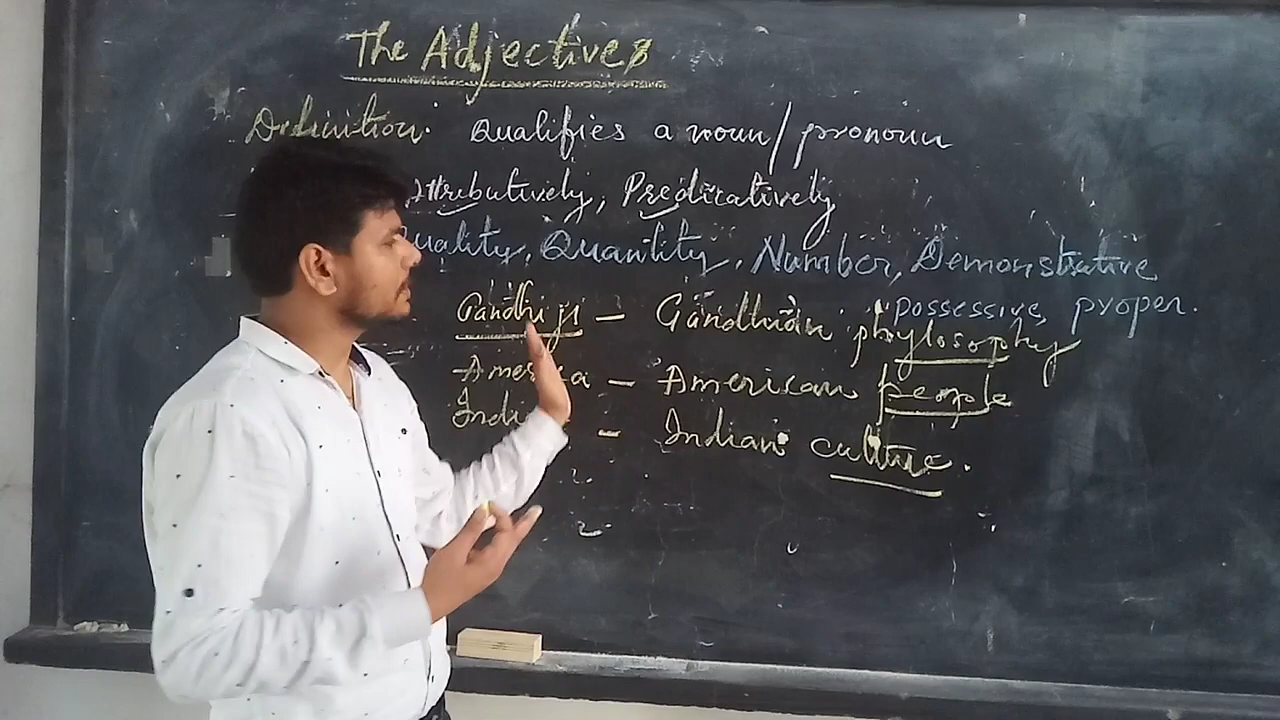 The Adjectives
Definition: Qualifies a noun/pronoun
Attributively, Predicatively
Quality, Quantity, Number, Demonstrative
Possessive, proper.
Gandhiji - Gandhian phylosophy
America - American people
India - Indian culture.